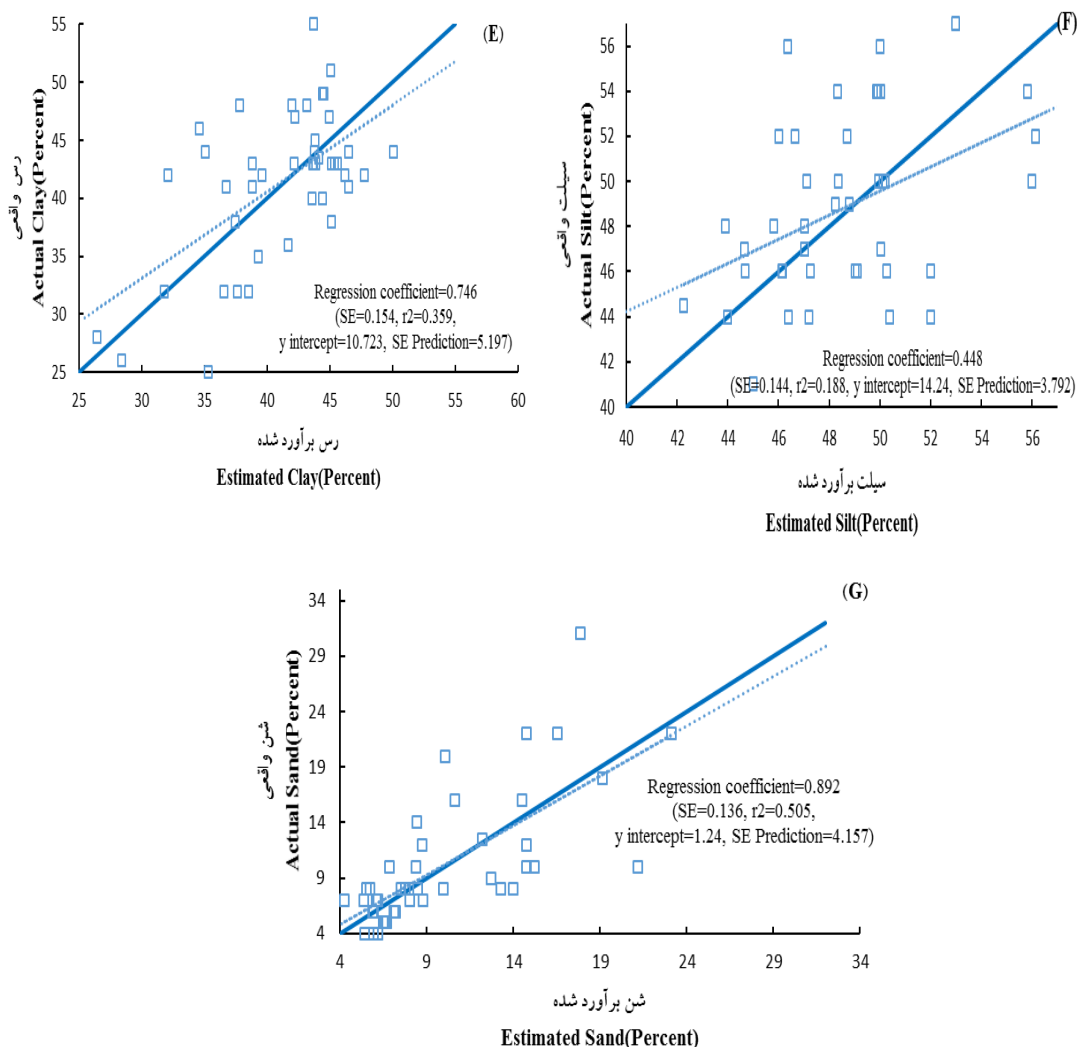 (E)
55
50
45
40
35
30
25
رس واقعی
Actual Clay(Percent)
Regression coefficient=0.746
(SE=0.154, r2=0.359,
y intercept=10.723, SE Prediction=5.197)
25 30 35 40 45 50 55 60
رس برآورد شده
Estimated Clay(Percent)
(F)
56
54
52
50
48
46
44
42
40
سیلت واقعی
Actual Silt(Percent)
Regression coefficient=0.448
(SE=0.144, r2=0.188, y intercept=14.24, SE Prediction=3.792)
40 42 44 46 48 50 52 54 56
سیلت برآورد شده
Estimated Silt(Percent)
(G)
34
29
24
19
14
9
4
شن واقعی
Actual Sand(Percent)
Regression coefficient=0.892
(SE=0.136, r2=0.505,
y intercept=1.24, SE Prediction=4.157)
4 9 14 19 24 29 34
شن برآورد شده
Estimated Sand(Percent)